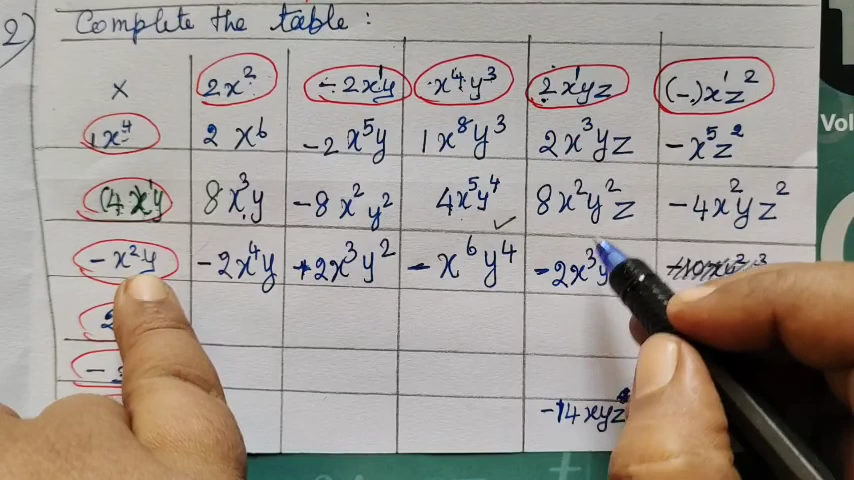 2) Complete the table :
× 2x² -2x¹y x⁴y³ 2x¹yz (-)x¹z²
1x⁴ 2x⁶ -2x⁵y 1x⁸y³ 2x³yz -x⁵z²
(4x¹y 8x³y -8x²y² 4x⁵y⁴ 8x²y²z -4x²yz²
-x²y -2x⁴y +2x³y² -x⁶y⁴ -2x³y
2
-
-14xyz
Vol